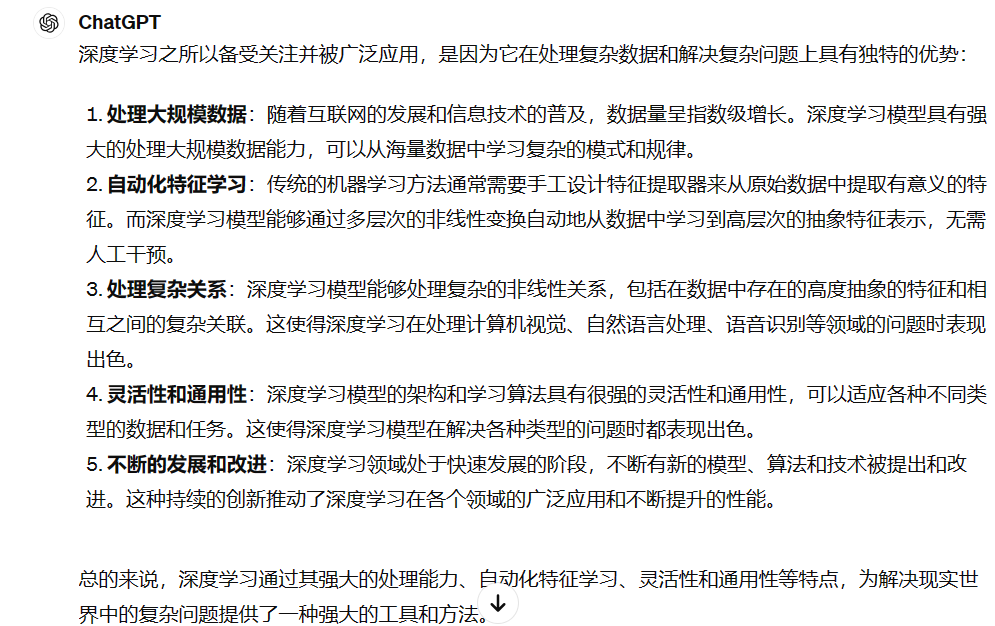 ChatGPT
深度学习之所以备受关注并被广泛应用，是因为它在处理复杂数据和解决复杂问题上具有独特的优势：
1. 处理大规模数据：随着互联网的发展和信息技术的普及，数据量呈指数级增长。深度学习模型具有强
大的处理大规模数据能力，可以从海量数据中学习复杂的模式和规律。
2. 自动化特征学习：传统的机器学习方法通常需要手工设计特征提取器来从原始数据中提取有意义的特
征。而深度学习模型能够通过多层次的非线性变换自动地从数据中学习到高层次的抽象特征表示，无需
人工干预。
3. 处理复杂关系：深度学习模型能够处理复杂的非线性关系，包括在数据中存在的高度抽象的特征和相
互之间的复杂关联。这使得深度学习在处理计算机视觉、自然语言处理、语音识别等领域的问题时表现
出色。
4. 灵活性和通用性：深度学习模型的架构和学习算法具有很强的灵活性和通用性，可以适应各种不同类
型的数据和任务。这使得深度学习模型在解决各种类型的问题时都表现出色。
5. 不断的发展和改进：深度学习领域处于快速发展的阶段，不断有新的模型、算法和技术被提出和改
进。这种持续的创新推动了深度学习在各个领域的广泛应用和不断提升的性能。
总的来说，深度学习通过其强大的处理能力、自动化特征学习、灵活性和通用性等特点，为解决现实世
界中的复杂问题提供了一种强大的工具和方法。